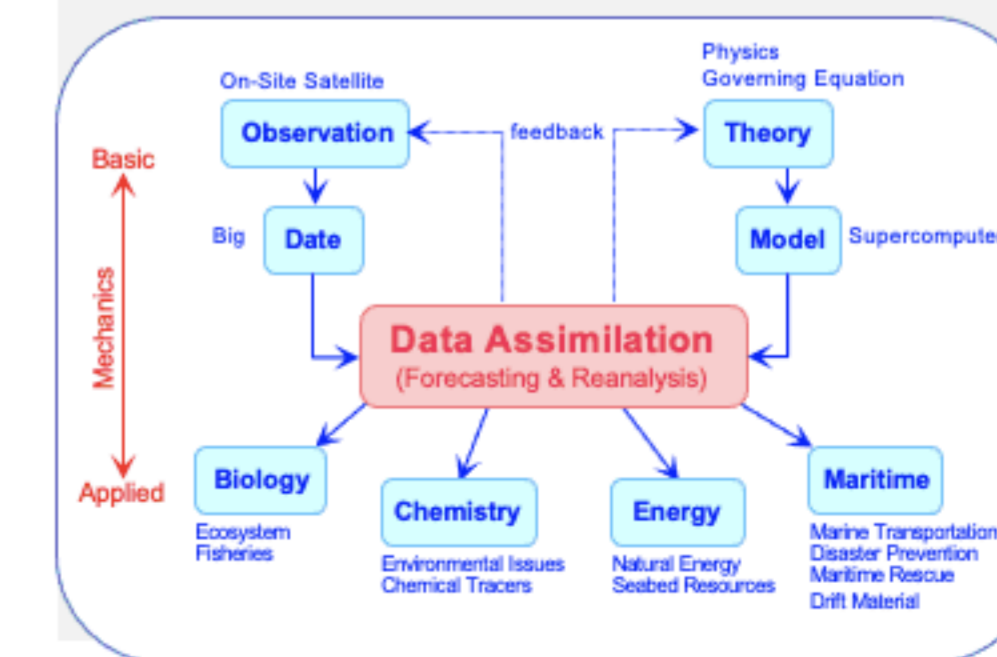 Physics
On-Site Satellite
Governing Equation
Observation
feedback
Theory
Basic
Big
Date
Model
Supercompute
Mechanics
Data Assimilation
(Forecasting & Reanalysis)
Applied
Biology
Ecosystem
Fisheries
Chemistry
Environmental Issues
Chemical Tracers
Energy
Natural Energy
Seabed Resources
Maritime
Marine Transportation
Disaster Prevention
Maritime Rescue
Drift Material